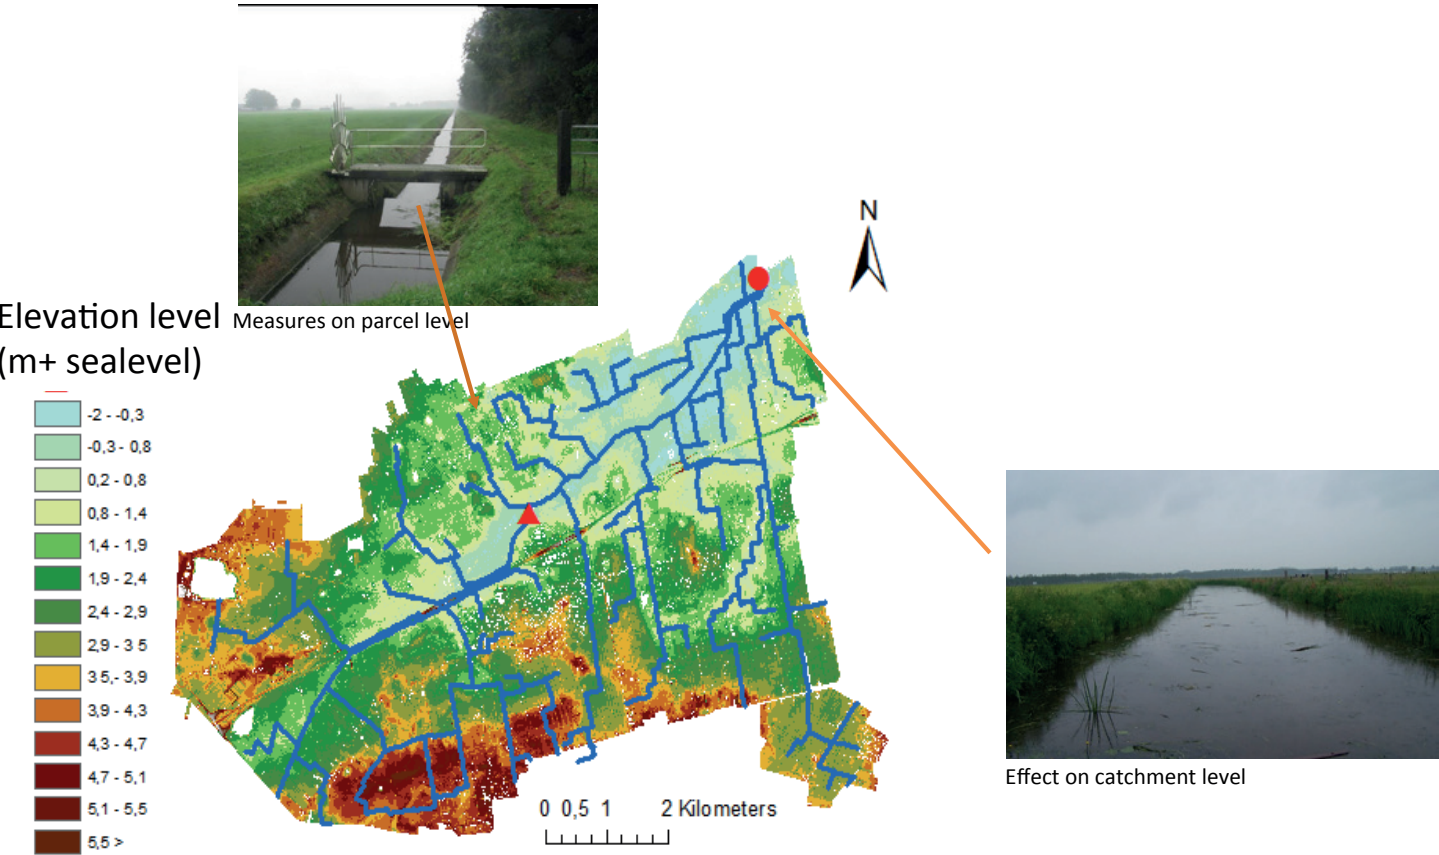 Elevation level
(m+ sealevel)
Measures on parcel level
N
-2 - -0,3
-0,3 - 0,8
0,2 - 0,8
0,8 - 1,4
1,4 - 1,9
1,9 - 2,4
2,4 - 2,9
2,9 - 3 5
3 5, - 3,9
3,9 - 4,3
4,3 - 4,7
4,7 - 5,1
5,1 - 5,5
5,5 >
0 0,5 1 2 Kilometers
Effect on catchment level